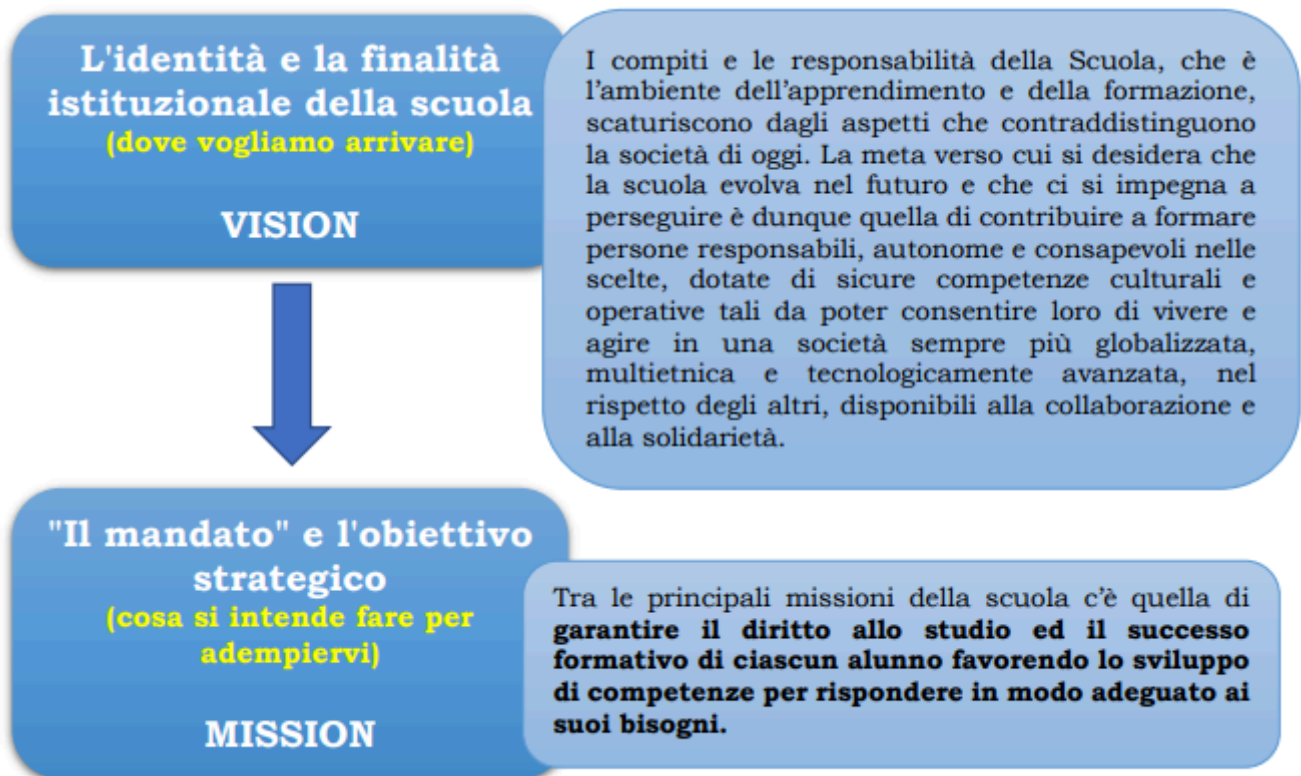 L'identità e la finalità
istituzionale della scuola
(dove vogliamo arrivare)
VISION
I compiti e le responsabilità della Scuola, che è
l’ambiente dell’apprendimento e della formazione,
scaturiscono dagli aspetti che contraddistinguono
la società di oggi. La meta verso cui si desidera che
la scuola evolva nel futuro e che ci si impegna a
perseguire è dunque quella di contribuire a formare
persone responsabili, autonome e consapevoli nelle
scelte, dotate di sicure competenze culturali e
operative tali da poter consentire loro di vivere e
agire in una società sempre più globalizzata,
multietnica e tecnologicamente avanzata, nel
rispetto degli altri, disponibili alla collaborazione e
alla solidarietà.
"Il mandato" e l'obiettivo
strategico
(cosa si intende fare per
adempiervi)
MISSION
Tra le principali missioni della scuola c’è quella di
garantire il diritto allo studio ed il successo
formativo di ciascun alunno favorendo lo sviluppo
di competenze per rispondere in modo adeguato ai
suoi bisogni.